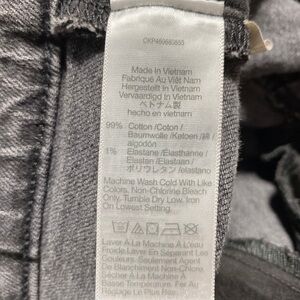 Made In Vietnam
Fabriqué Au Việt Nam
Hergestellt In Vietnam
Vervaardigd In Vietnam
ベトナム製
hecho en vietnam
99% Cotton /Coton /
Baumwolle /Katoen / 綿 /
algodón
1% Elastane /Elasthanne /
Elasthan / Elastaan /
ポリウレタン /elastano
Machine Wash Cold With Like
Colors. Non-Chlorine Bleach
Only. Tumble Dry Low. Iron
On Lowest Setting.
Laver À La Machine À L'eau
Froide. Laver En Séparant Les
Couleurs. Seulement Agent
De Blanchiment Non-Chloré.
Sécher À La Machine À
Basse Température. Fer Au
Réglage Le Plus Bas.